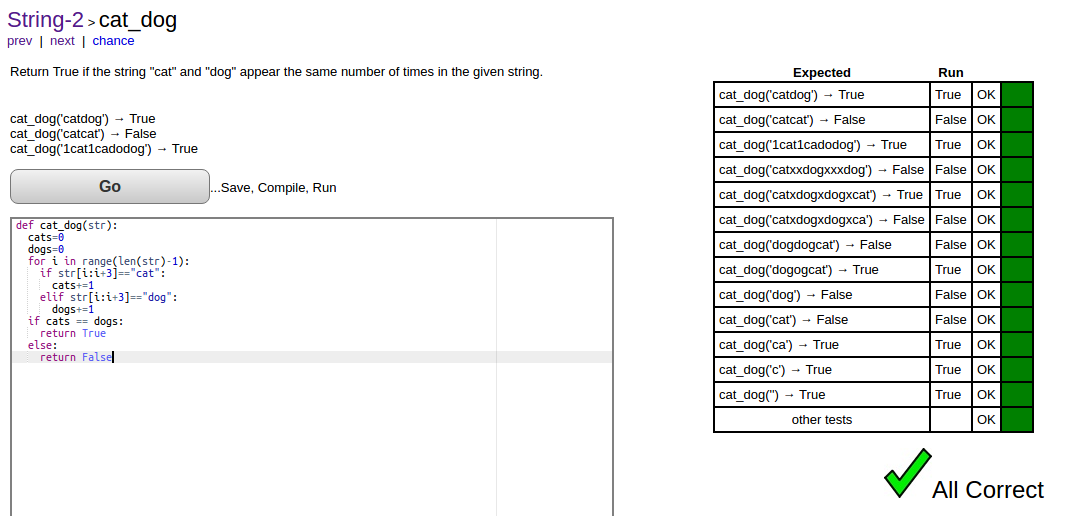 String-2 > cat_dog
prev | next | chance
Return True if the string "cat" and "dog" appear the same number of times in the given string.
cat_dog('catdog') → True
cat_dog('catcat') → False
cat_dog('1cat1cadodog') → True
Go ...Save, Compile, Run
def cat_dog(str):
  cats=0
  dogs=0
  for i in range(len(str)-1):
    if str[i:i+3]=="cat":
      cats+=1
    elif str[i:i+3]=="dog":
      dogs+=1
  if cats == dogs:
    return True
  else:
    return False
Expected Run
cat_dog('catdog') → True True OK
cat_dog('catcat') → False False OK
cat_dog('1cat1cadodog') → True True OK
cat_dog('catxxdogxxxdog') → False False OK
cat_dog('catxdogxdogxcat') → True True OK
cat_dog('catxdogxdogxca') → False False OK
cat_dog('dogdogcat') → False False OK
cat_dog('dogogcat') → True True OK
cat_dog('dog') → False False OK
cat_dog('cat') → False False OK
cat_dog('ca') → True True OK
cat_dog('c') → True True OK
cat_dog('') → True True OK
other tests OK
All Correct